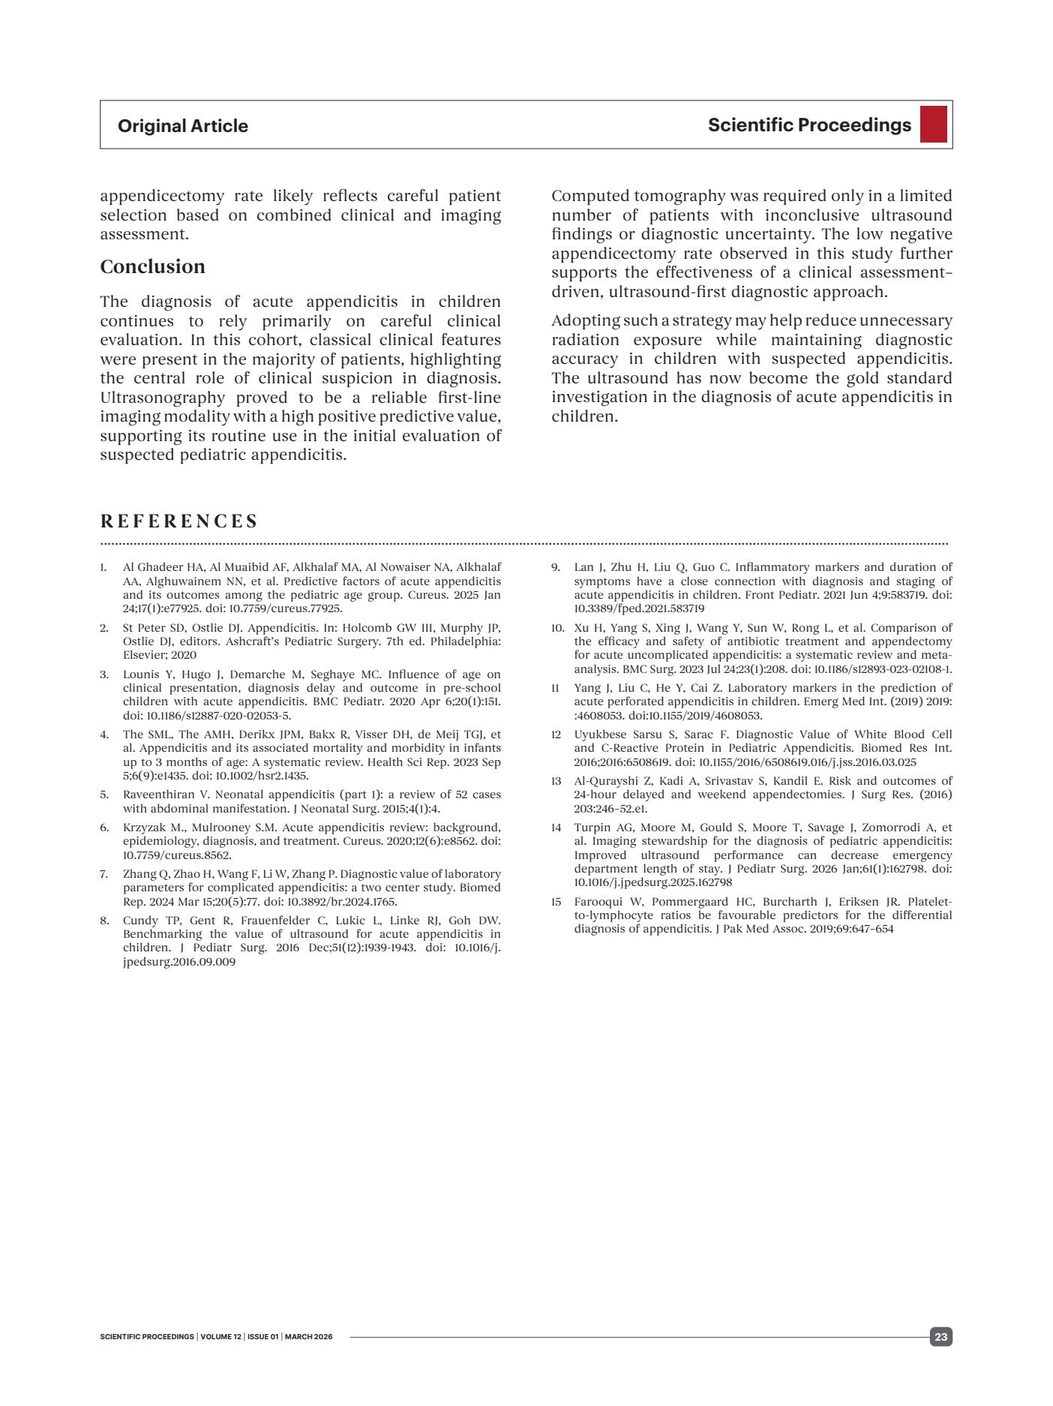 Original Article
Scientific Proceedings
appendicectomy rate likely reflects careful patient
selection based on combined clinical and imaging
assessment.
Conclusion
The diagnosis of acute appendicitis in children
continues to rely primarily on careful clinical
evaluation. In this cohort, classical clinical features
were present in the majority of patients, highlighting
the central role of clinical suspicion in diagnosis.
Ultrasonography proved to be a reliable first-line
imaging modality with a high positive predictive value,
supporting its routine use in the initial evaluation of
suspected pediatric appendicitis.
Computed tomography was required only in a limited
number of patients with inconclusive ultrasound
findings or diagnostic uncertainty. The low negative
appendicectomy rate observed in this study further
supports the effectiveness of a clinical assessment–
driven, ultrasound-first diagnostic approach.
Adopting such a strategy may help reduce unnecessary
radiation exposure while maintaining diagnostic
accuracy in children with suspected appendicitis.
The ultrasound has now become the gold standard
investigation in the diagnosis of acute appendicitis in
children.
REFERENCES
1. Al Ghadeer HA, Al Muaibid AF, Alkhalaf MA, Al Nowaiser NA, Alkhalaf
AA, Alghuwainem NN, et al. Predictive factors of acute appendicitis
and its outcomes among the pediatric age group. Cureus. 2025 Jan
24;17(1):e77925. doi: 10.7759/cureus.77925.
2. St Peter SD, Ostlie DJ. Appendicitis. In: Holcomb GW III, Murphy JP,
Ostlie DJ, editors. Ashcraft's Pediatric Surgery. 7th ed. Philadelphia:
Elsevier; 2020
3. Lounis Y, Hugo J, Demarche M, Seghaye MC. Influence of age on
clinical presentation, diagnosis delay and outcome in pre-school
children with acute appendicitis. BMC Pediatr. 2020 Apr 6;20(1):151.
doi: 10.1186/s12887-020-02053-5.
4. The SML, The AMH, Derikx JPM, Bakx R, Visser DH, de Meij TGJ, et
al. Appendicitis and its associated mortality and morbidity in infants
up to 3 months of age: A systematic review. Health Sci Rep. 2023 Sep
5;6(9):e1435. doi: 10.1002/hsr2.1435.
5. Raveenthiran V. Neonatal appendicitis (part 1): a review of 52 cases
with abdominal manifestation. J Neonatal Surg. 2015;4(1):4.
6. Krzyzak M., Mulrooney S.M. Acute appendicitis review: background,
epidemiology, diagnosis, and treatment. Cureus. 2020;12(6):e8562. doi:
10.7759/cureus.8562.
7. Zhang Q, Zhao H, Wang F, Li W, Zhang P. Diagnostic value of laboratory
parameters for complicated appendicitis: a two center study. Biomed
Rep. 2024 Mar 15;20(5):77. doi: 10.3892/br.2024.1765.
8. Cundy TP, Gent R, Frauenfelder C, Lukic L, Linke RJ, Goh DW.
Benchmarking the value of ultrasound for acute appendicitis in
children. J Pediatr Surg. 2016 Dec;51(12):1939-1943. doi: 10.1016/j.
jpedsurg.2016.09.009
9. Lan J, Zhu H, Liu Q, Guo C. Inflammatory markers and duration of
symptoms have a close connection with diagnosis and staging of
acute appendicitis in children. Front Pediatr. 2021 Jun 4;9:583719. doi:
10.3389/fped.2021.583719
10. Xu H, Yang S, Xing J, Wang Y, Sun W, Rong L, et al. Comparison of
the efficacy and safety of antibiotic treatment and appendectomy
for acute uncomplicated appendicitis: a systematic review and meta-
analysis. BMC Surg. 2023 Jul 24;23(1):208. doi: 10.1186/s12893-023-02108-1.
11 Yang J, Liu C, He Y, Cai Z. Laboratory markers in the prediction of
acute perforated appendicitis in children. Emerg Med Int. (2019) 2019:
:4608053. doi:10.1155/2019/4608053.
12 Uyukbese Sarsu S, Sarac F. Diagnostic Value of White Blood Cell
and C-Reactive Protein in Pediatric Appendicitis. Biomed Res Int.
2016;2016:6508619. doi: 10.1155/2016/6508619.016/j.jss.2016.03.025
13 Al-Qurayshi Z, Kadi A, Srivastav S, Kandil E. Risk and outcomes of
24-hour delayed and weekend appendectomies. J Surg Res. (2016)
203:246–52.e1.
14 Turpin AG, Moore M, Gould S, Moore T, Savage J, Zomorrodi A, et
al. Imaging stewardship for the diagnosis of pediatric appendicitis:
Improved ultrasound performance can decrease emergency
department length of stay. J Pediatr Surg. 2026 Jan;61(1):162798. doi:
10.1016/j.jpedsurg.2025.162798
15 Farooqui W, Pommergaard HC, Burcharth J, Eriksen JR. Platelet-
to-lymphocyte ratios be favourable predictors for the differential
diagnosis of appendicitis. J Pak Med Assoc. 2019;69:647–654
SCIENTIFIC PROCEEDINGS | VOLUME 12 | ISSUE 01 | MARCH 2026
23